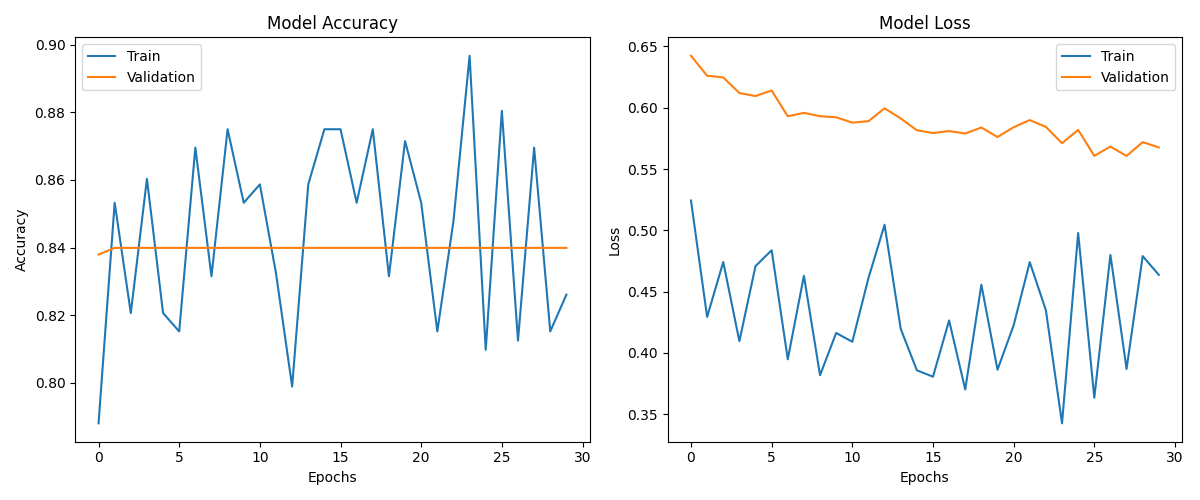 Model Accuracy
Train
Validation
Accuracy
0.90
0.88
0.86
0.84
0.82
0.80
0 5 10 15 20 25 30
Epochs
Model Loss
Train
Validation
Loss
0.65
0.60
0.55
0.50
0.45
0.40
0.35
0 5 10 15 20 25 30
Epochs